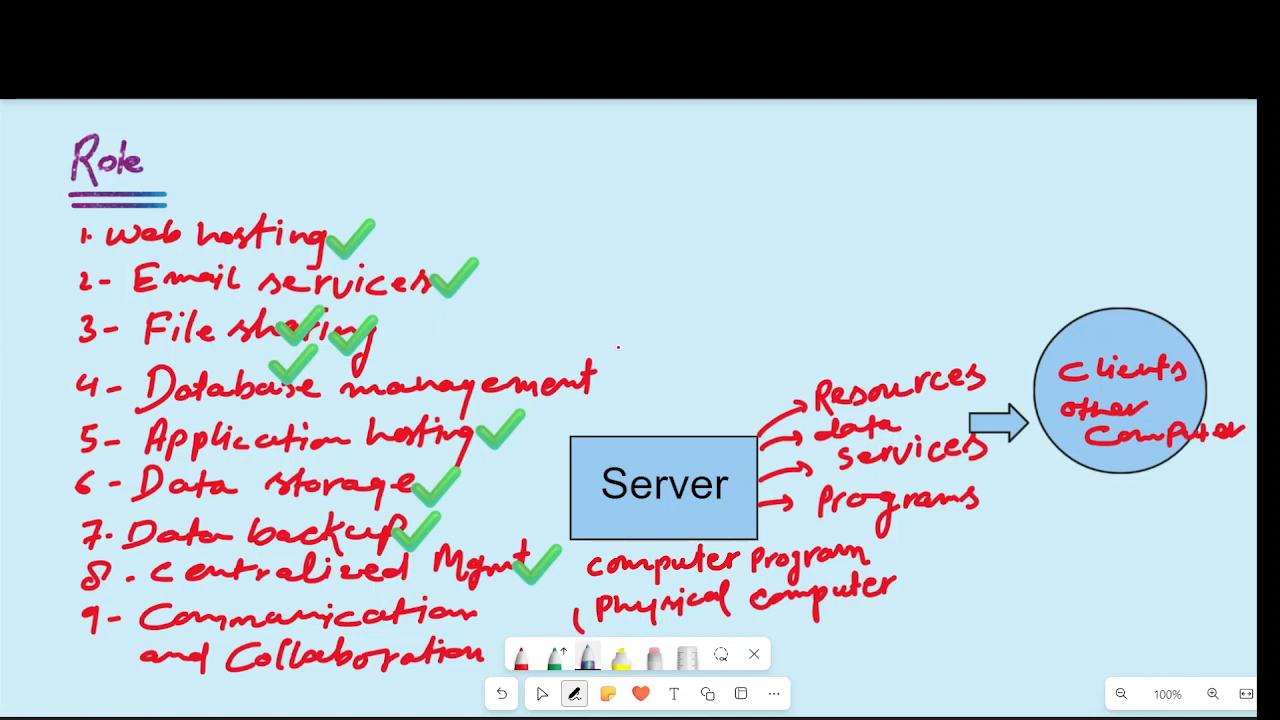 Role
1. Web hosting
2- Email services
3- File sharing
4- Database management
5- Application hosting
6- Data storage
7. Data backup
8. Centralized Mgmt
9- Communication
and Collaboration
Server
Resources
data
services
Programs
computer program
Physical computer
Clients
other
Computer
100%